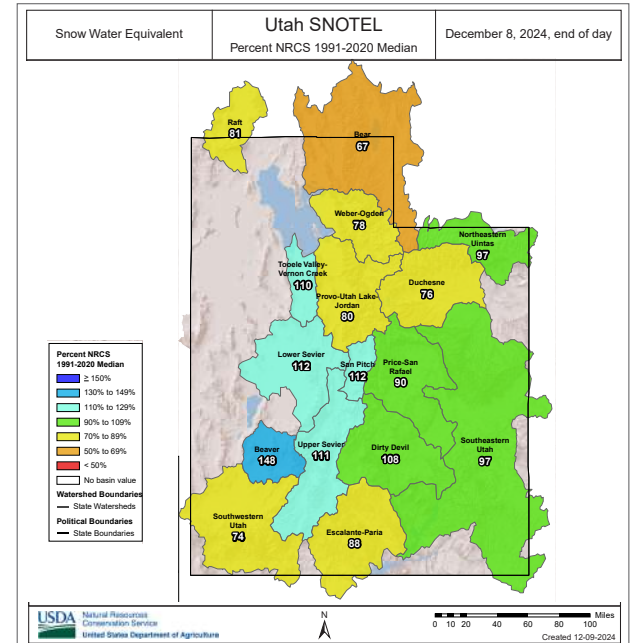 Snow Water Equivalent
Utah SNOTEL
Percent NRCS 1991-2020 Median
December 8, 2024, end of day
Raft
81
Bear
67
Weber-Ogden
78
Northeastern
Uintas
97
Tooele Valley-
Vernon Creek
110
Duchesne
76
Provo-Utah Lake-
Jordan
80
Lower Sevier
112
San Pitch
112
Price-San
Rafael
90
Beaver
148
Upper Sevier
111
Dirty Devil
108
Southeastern
Utah
97
Southwestern
Utah
74
Escalante-Paria
88
Percent NRCS
1991-2020 Median
≥ 150%
130% to 149%
110% to 129%
90% to 109%
70% to 89%
50% to 69%
< 50%
No basin value
Watershed Boundaries
State Watersheds
Political Boundaries
State Boundaries
USDA
Natural Resources
Conservation Service
United States Department of Agriculture
N
Miles
0 10 20 40 60 80 100
Created 12-09-2024